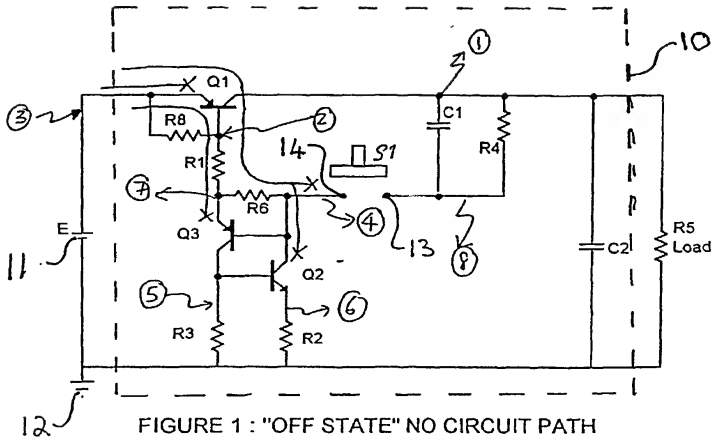 1
10
Q1
3
R8
2
C1
R4
R1
14
S1
7
R6
4
13
8
E
Q3
11
Q2
C2
R5
Load
5
6
R3
R2
12
FIGURE 1 : "OFF STATE" NO CIRCUIT PATH